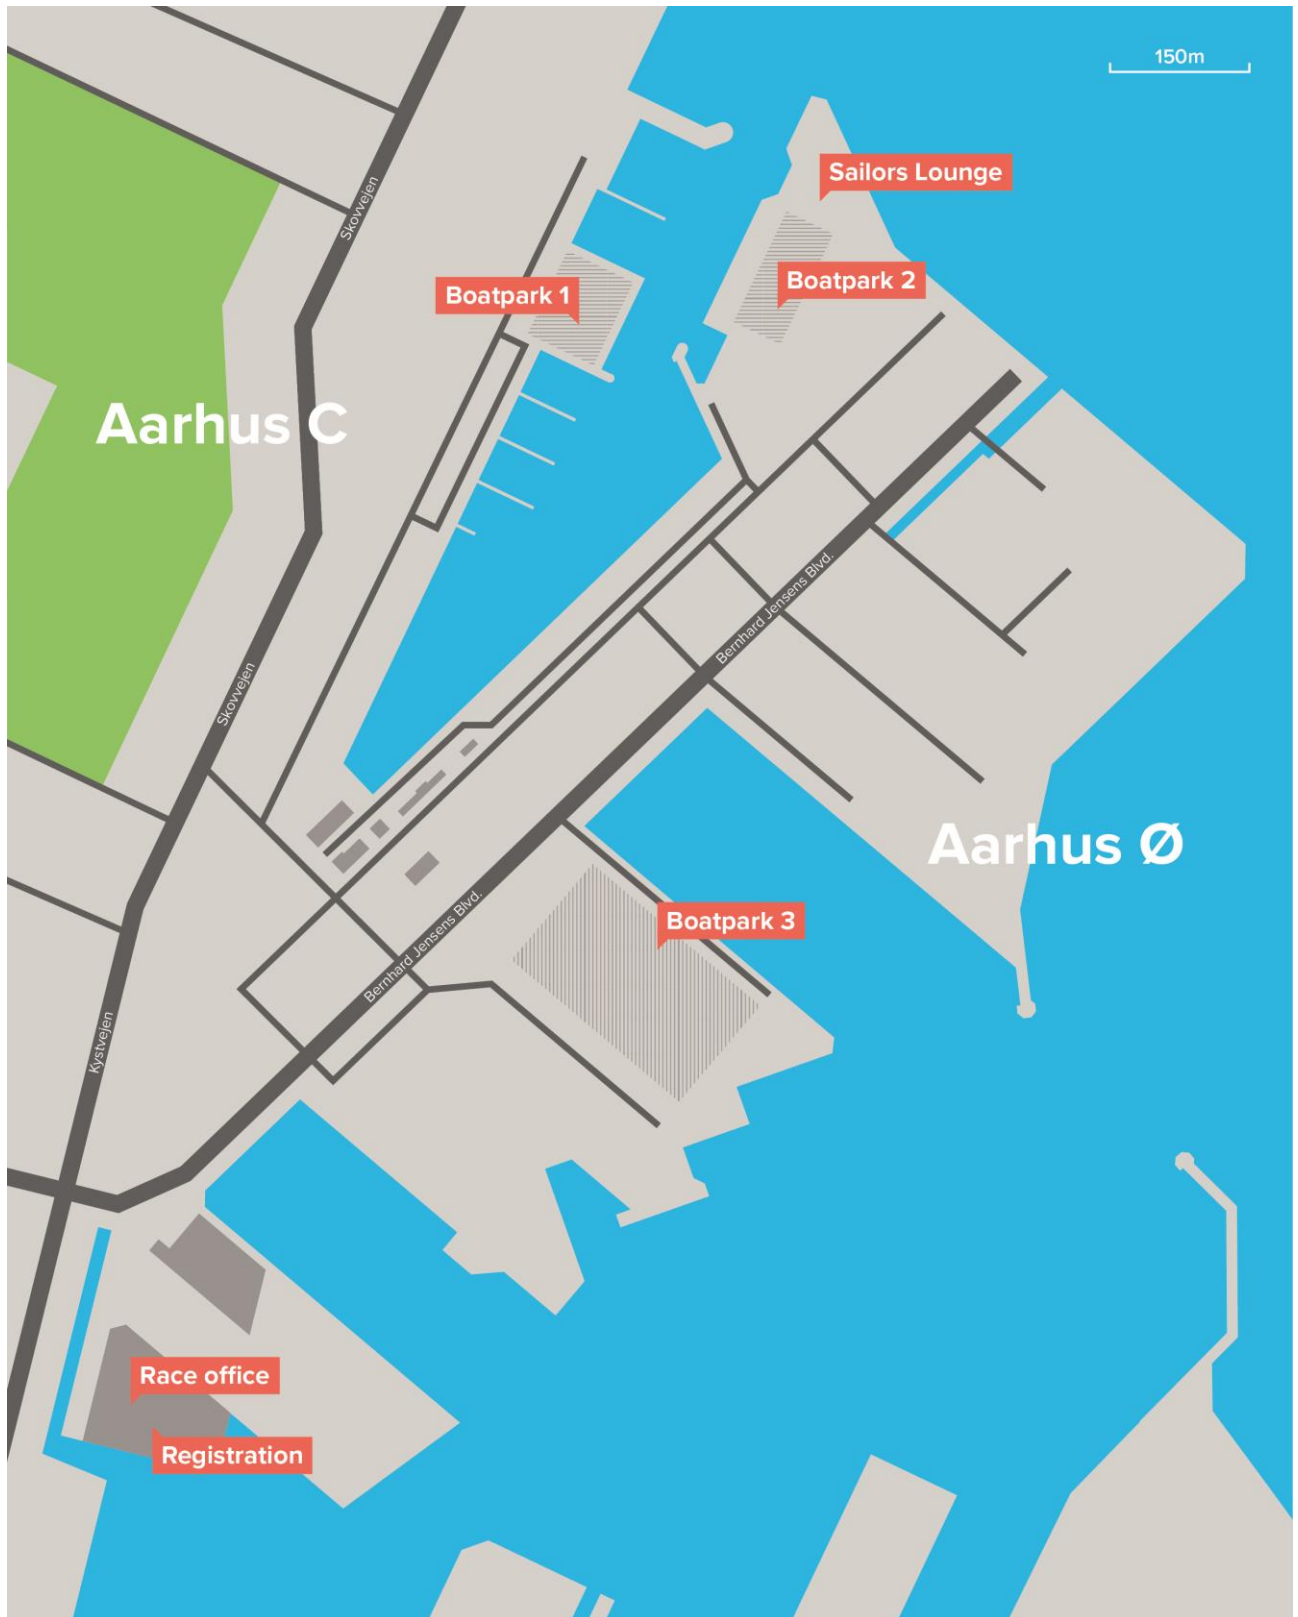 150m
Sailors Lounge
Skovvejen
Boatpark 2
Boatpark 1
Aarhus C
Bernhard Jensens Blvd.
Skovvejen
Aarhus Ø
Boatpark 3
Bernhard Jensens Blvd.
Kystvejen
Race office
Registration